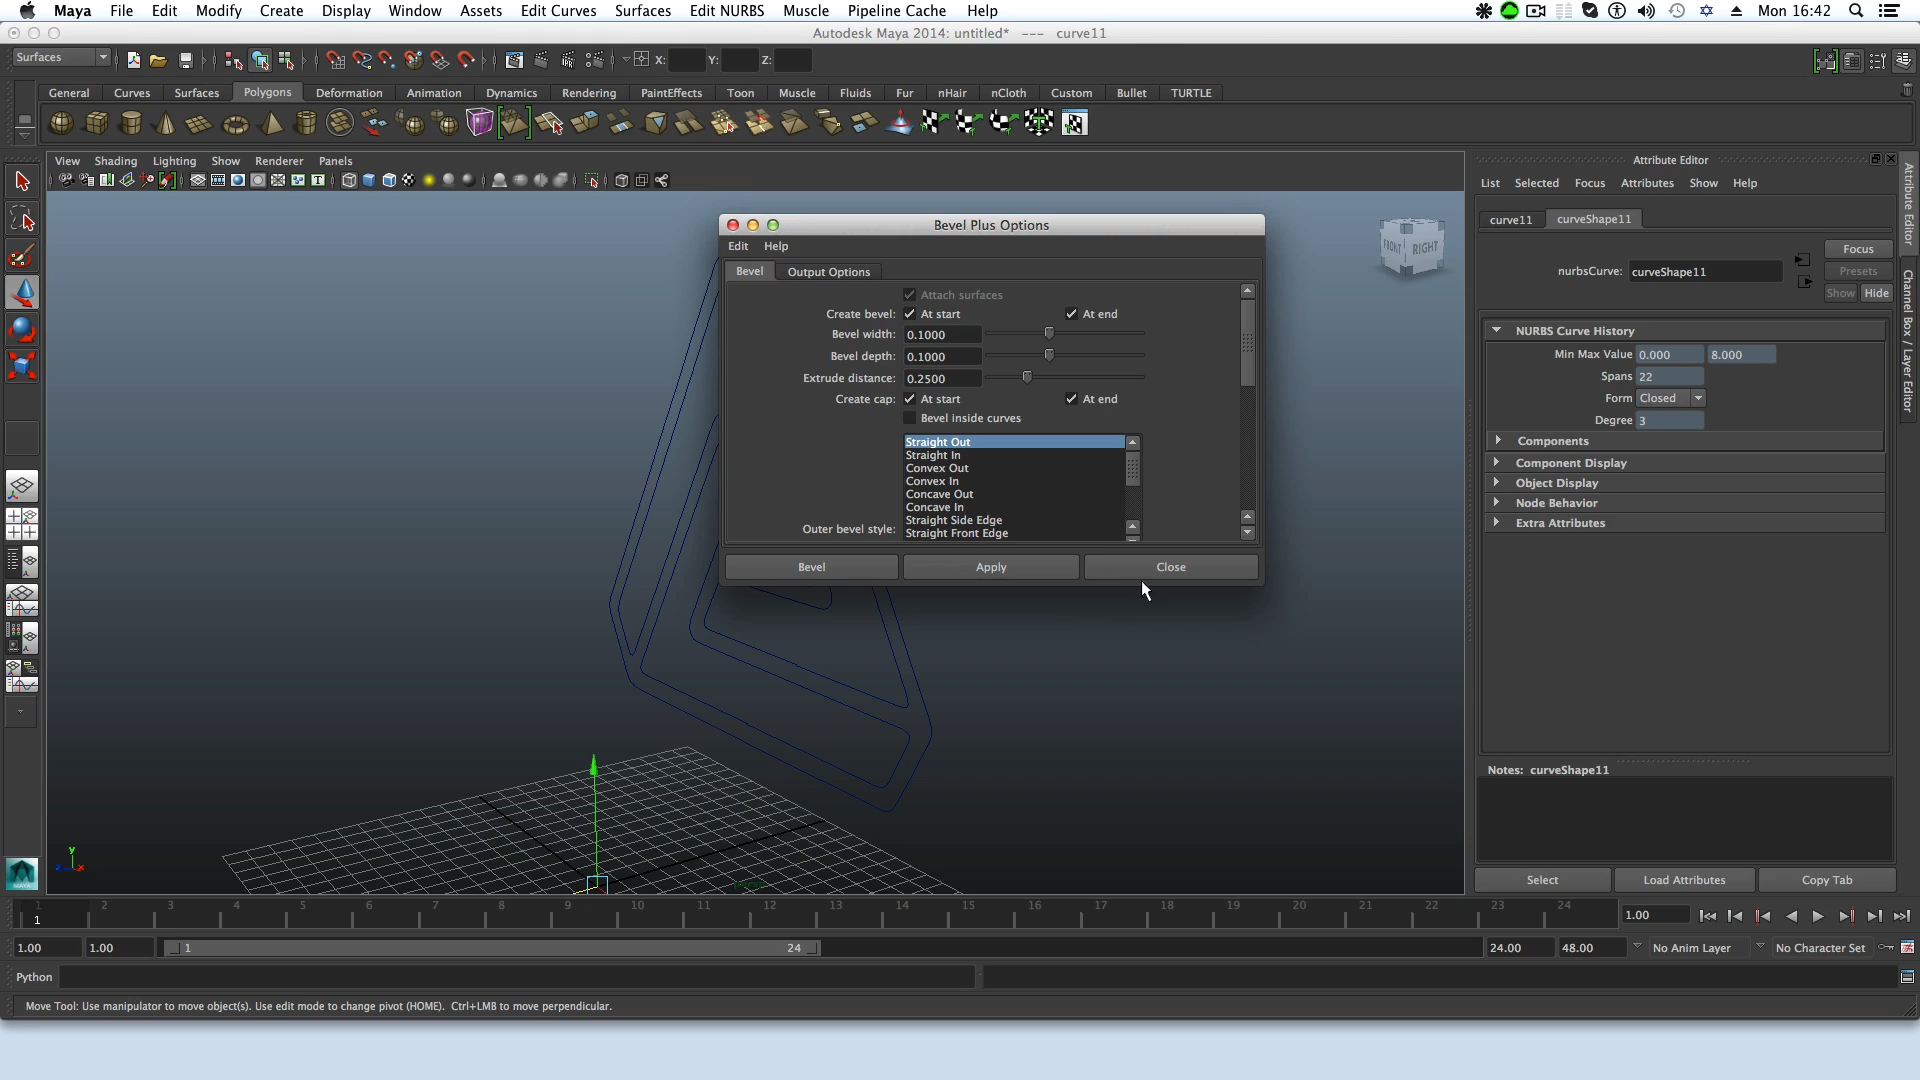 Maya File Edit Modify Create Display Window Assets Edit Curves Surfaces Edit NURBS Muscle Pipeline Cache Help Mon 16:42
Autodesk Maya 2014: untitled* --- curve11
Surfaces X: Y: Z:
General Curves Surfaces Polygons Deformation Animation Dynamics Rendering PaintEffects Toon Muscle Fluids Fur nHair nCloth Custom Bullet TURTLE
View Shading Lighting Show Renderer Panels
Attribute Editor
List Selected Focus Attributes Show Help
curve11 curveShape11
Focus
nurbsCurve: curveShape11
Presets
Show Hide
NURBS Curve History
Min Max Value 0.000 8.000
Spans 22
Form Closed
Degree 3
Components
Component Display
Object Display
Node Behavior
Extra Attributes
Notes: curveShape11
Select Load Attributes Copy Tab
Attribute Editor
Channel Box / Layer Editor
FRONT RIGHT
Bevel Plus Options
Edit Help
Bevel Output Options
Attach surfaces
Create bevel: At start At end
Bevel width: 0.1000
Bevel depth: 0.1000
Extrude distance: 0.2500
Create cap: At start At end
Bevel inside curves
Straight Out
Straight In
Convex Out
Convex In
Concave Out
Concave In
Straight Side Edge
Outer bevel style: Straight Front Edge
Bevel Apply Close
y
z x
persp
MAYA
1 2 3 4 5 6 7 8 9 10 11 12 13 14 15 16 17 18 19 20 21 22 23 24
1 1.00
1.00 1.00 1 24 24.00 48.00 No Anim Layer No Character Set
Python
Move Tool: Use manipulator to move object(s). Use edit mode to change pivot (HOME). Ctrl+LMB to move perpendicular.